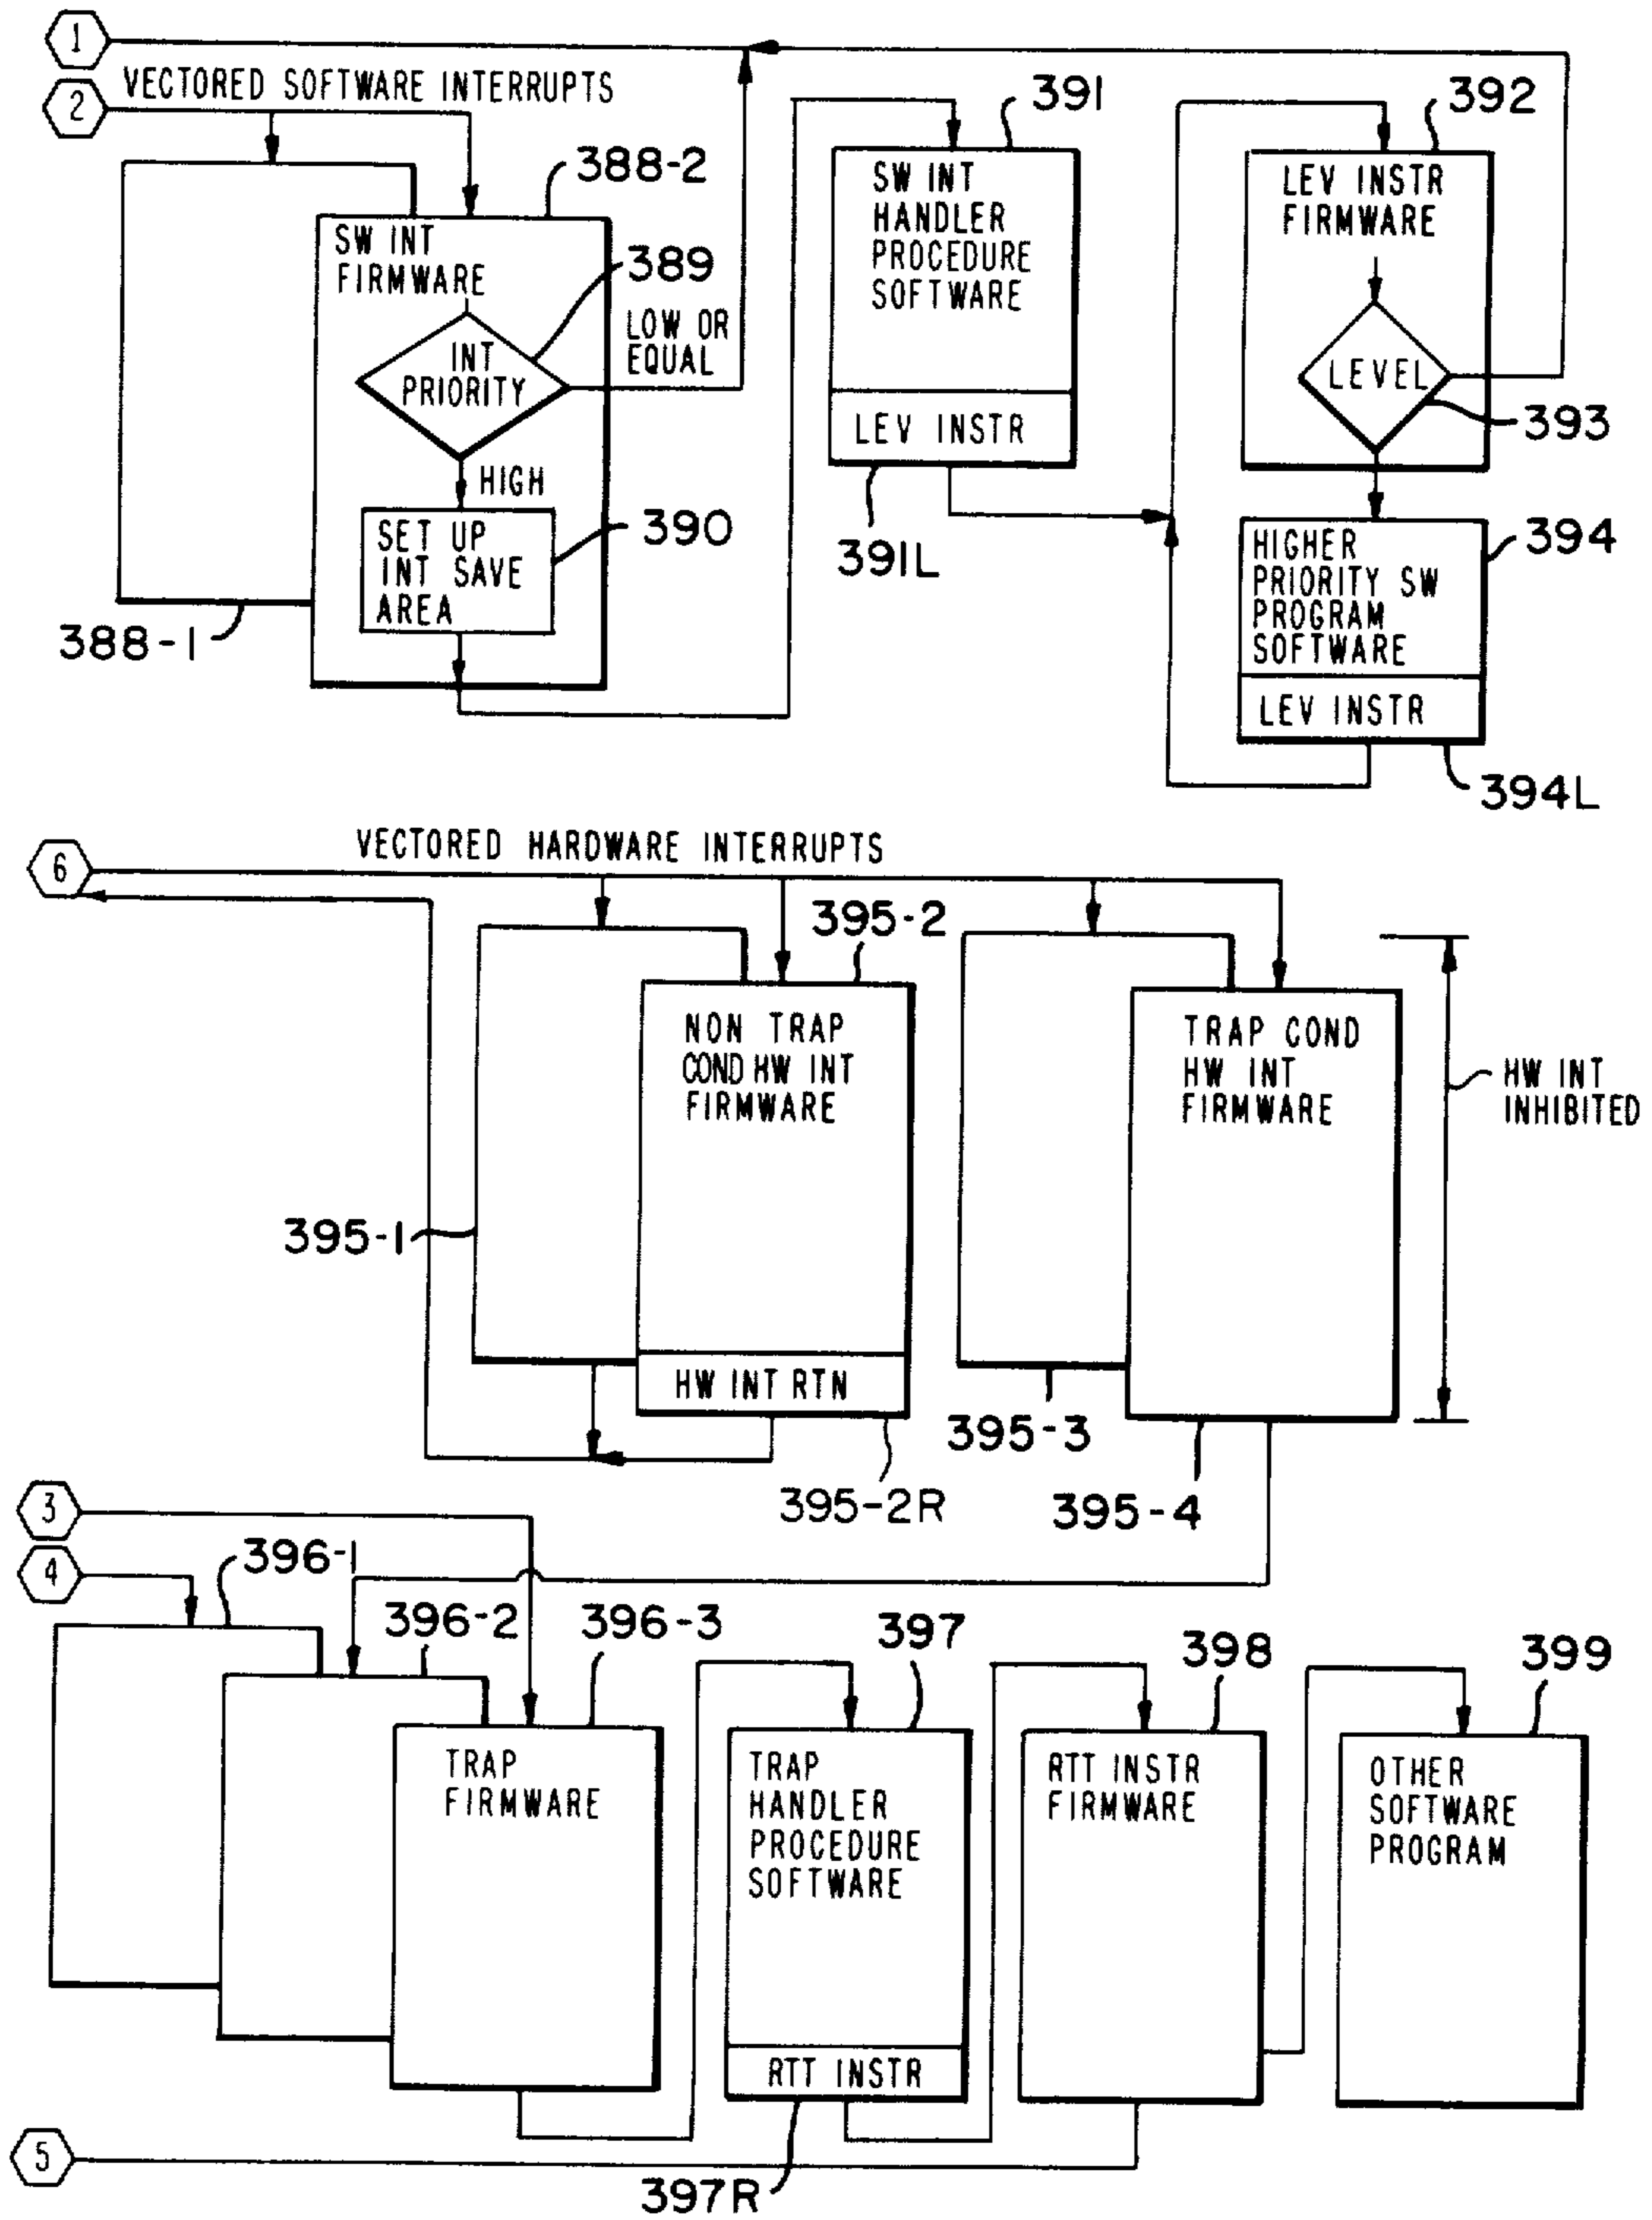 1
VECTORED SOFTWARE INTERRUPTS
2
388-2
SW INT
FIRMWARE
389
INT
PRIORITY
LOW OR
EQUAL
HIGH
390
SET UP
INT SAVE
AREA
388-1
391
SW INT
HANDLER
PROCEDURE
SOFTWARE
LEV INSTR
391L
392
LEV INSTR
FIRMWARE
LEVEL
393
394
HIGHER
PRIORITY SW
PROGRAM
SOFTWARE
LEV INSTR
394L
VECTORED HARDWARE INTERRUPTS
6
395-2
NON TRAP
COND HW INT
FIRMWARE
TRAP COND
HW INT
FIRMWARE
HW INT
INHIBITED
395-1
HW INT RTN
395-3
395-2R
395-4
3
4
396-1
396-2
396-3
397
398
399
TRAP
FIRMWARE
TRAP
HANDLER
PROCEDURE
SOFTWARE
RTT INSTR
FIRMWARE
OTHER
SOFTWARE
PROGRAM
RTT INSTR
5
397R